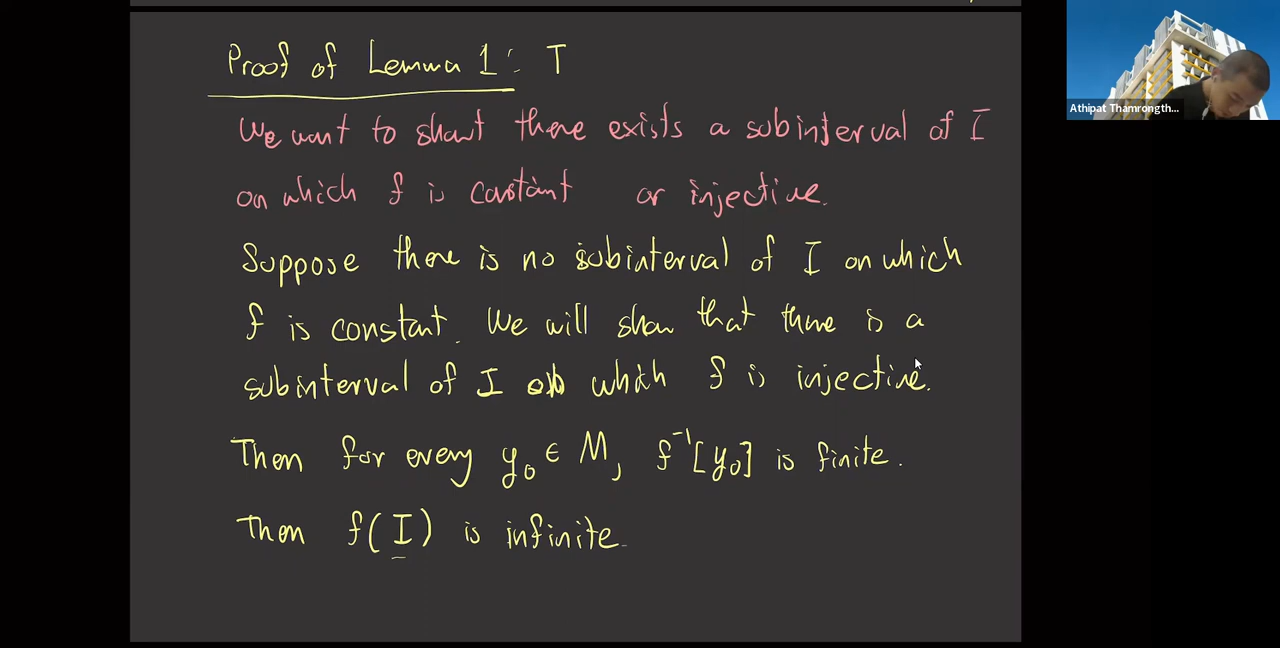 Proof of Lemma 1: T
We want to show there exists a subinterval of I
on which f is constant or injective.
Suppose there is no subinterval of I on which
f is constant. We will show that there is a
subinterval of I on which f is injective.
Then for every y₀ ∈ M, f⁻¹[y₀] is finite.
Then f(I) is infinite.
Athipat Thamrongth...